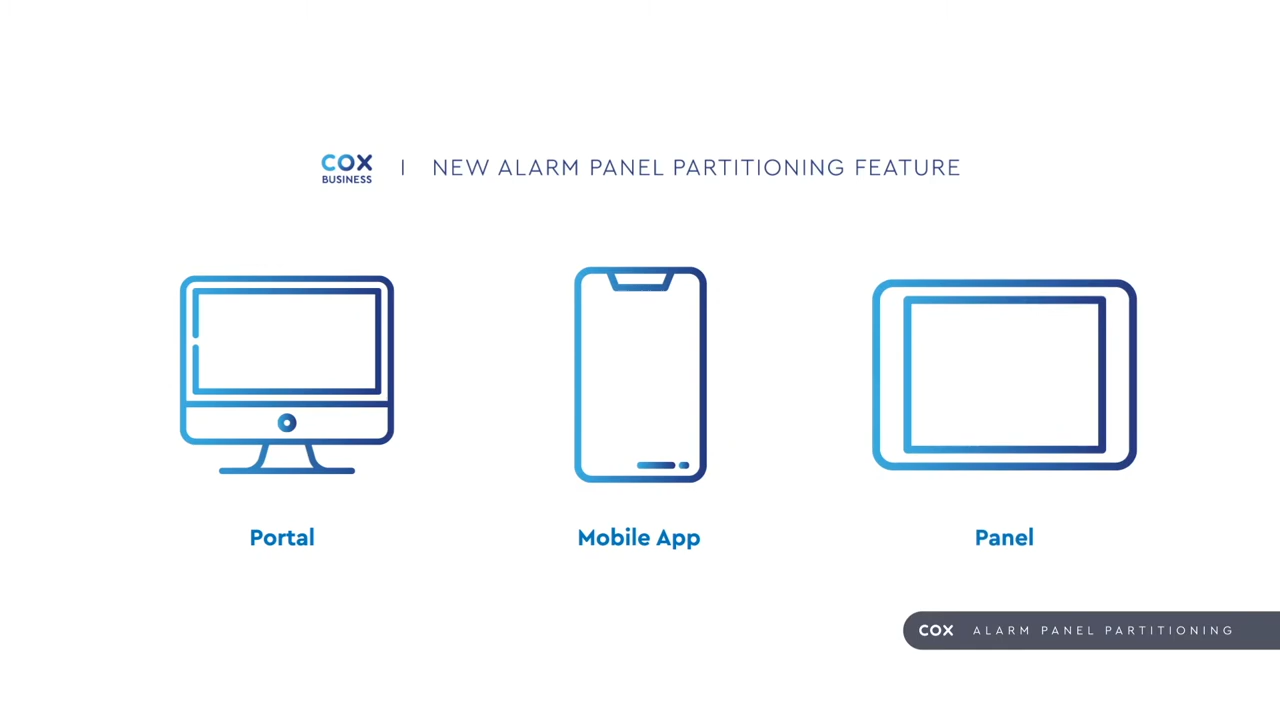 COX
BUSINESS
| NEW ALARM PANEL PARTITIONING FEATURE
Portal
Mobile App
Panel
COX ALARM PANEL PARTITIONING